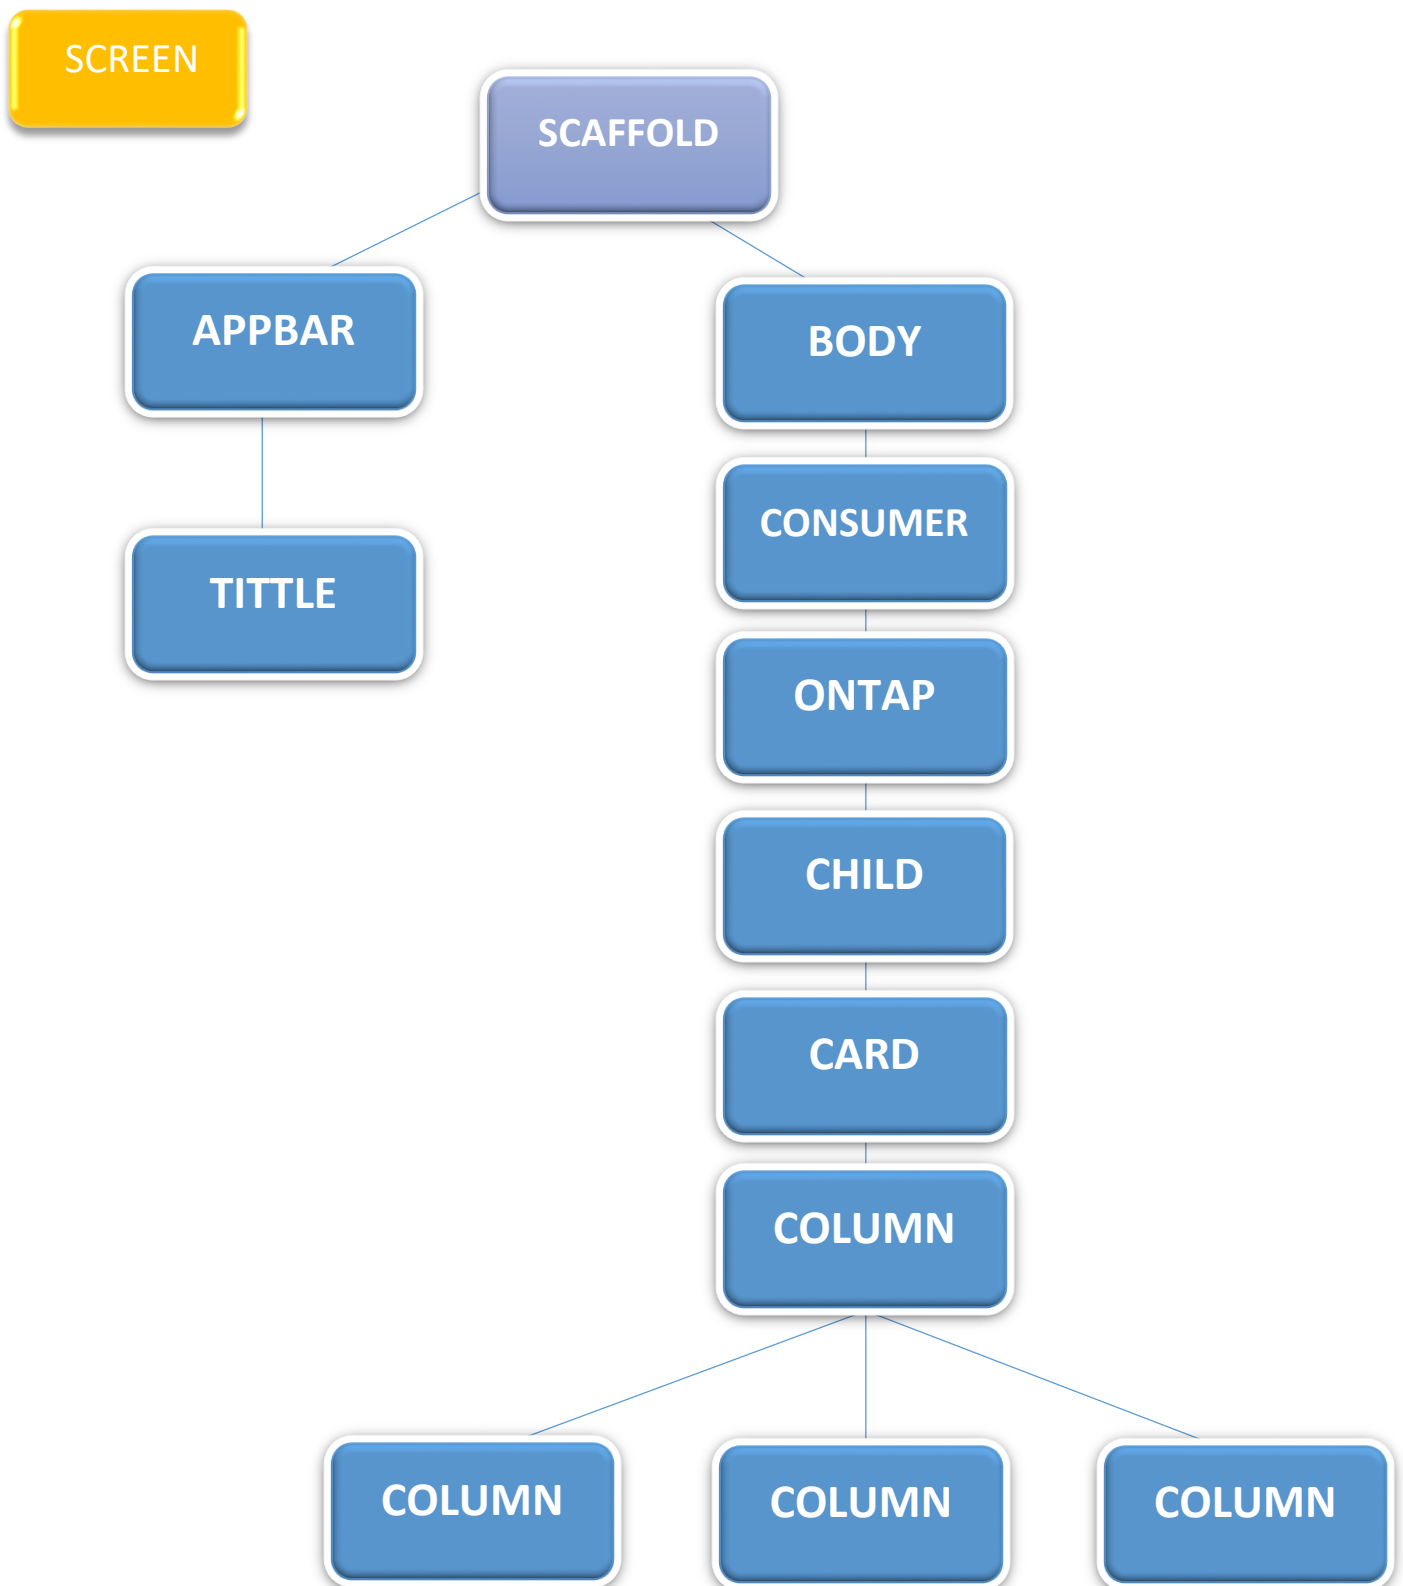 SCREEN
SCAFFOLD
APPBAR
BODY
CONSUMER
TITTLE
ONTAP
CHILD
CARD
COLUMN
COLUMN
COLUMN
COLUMN